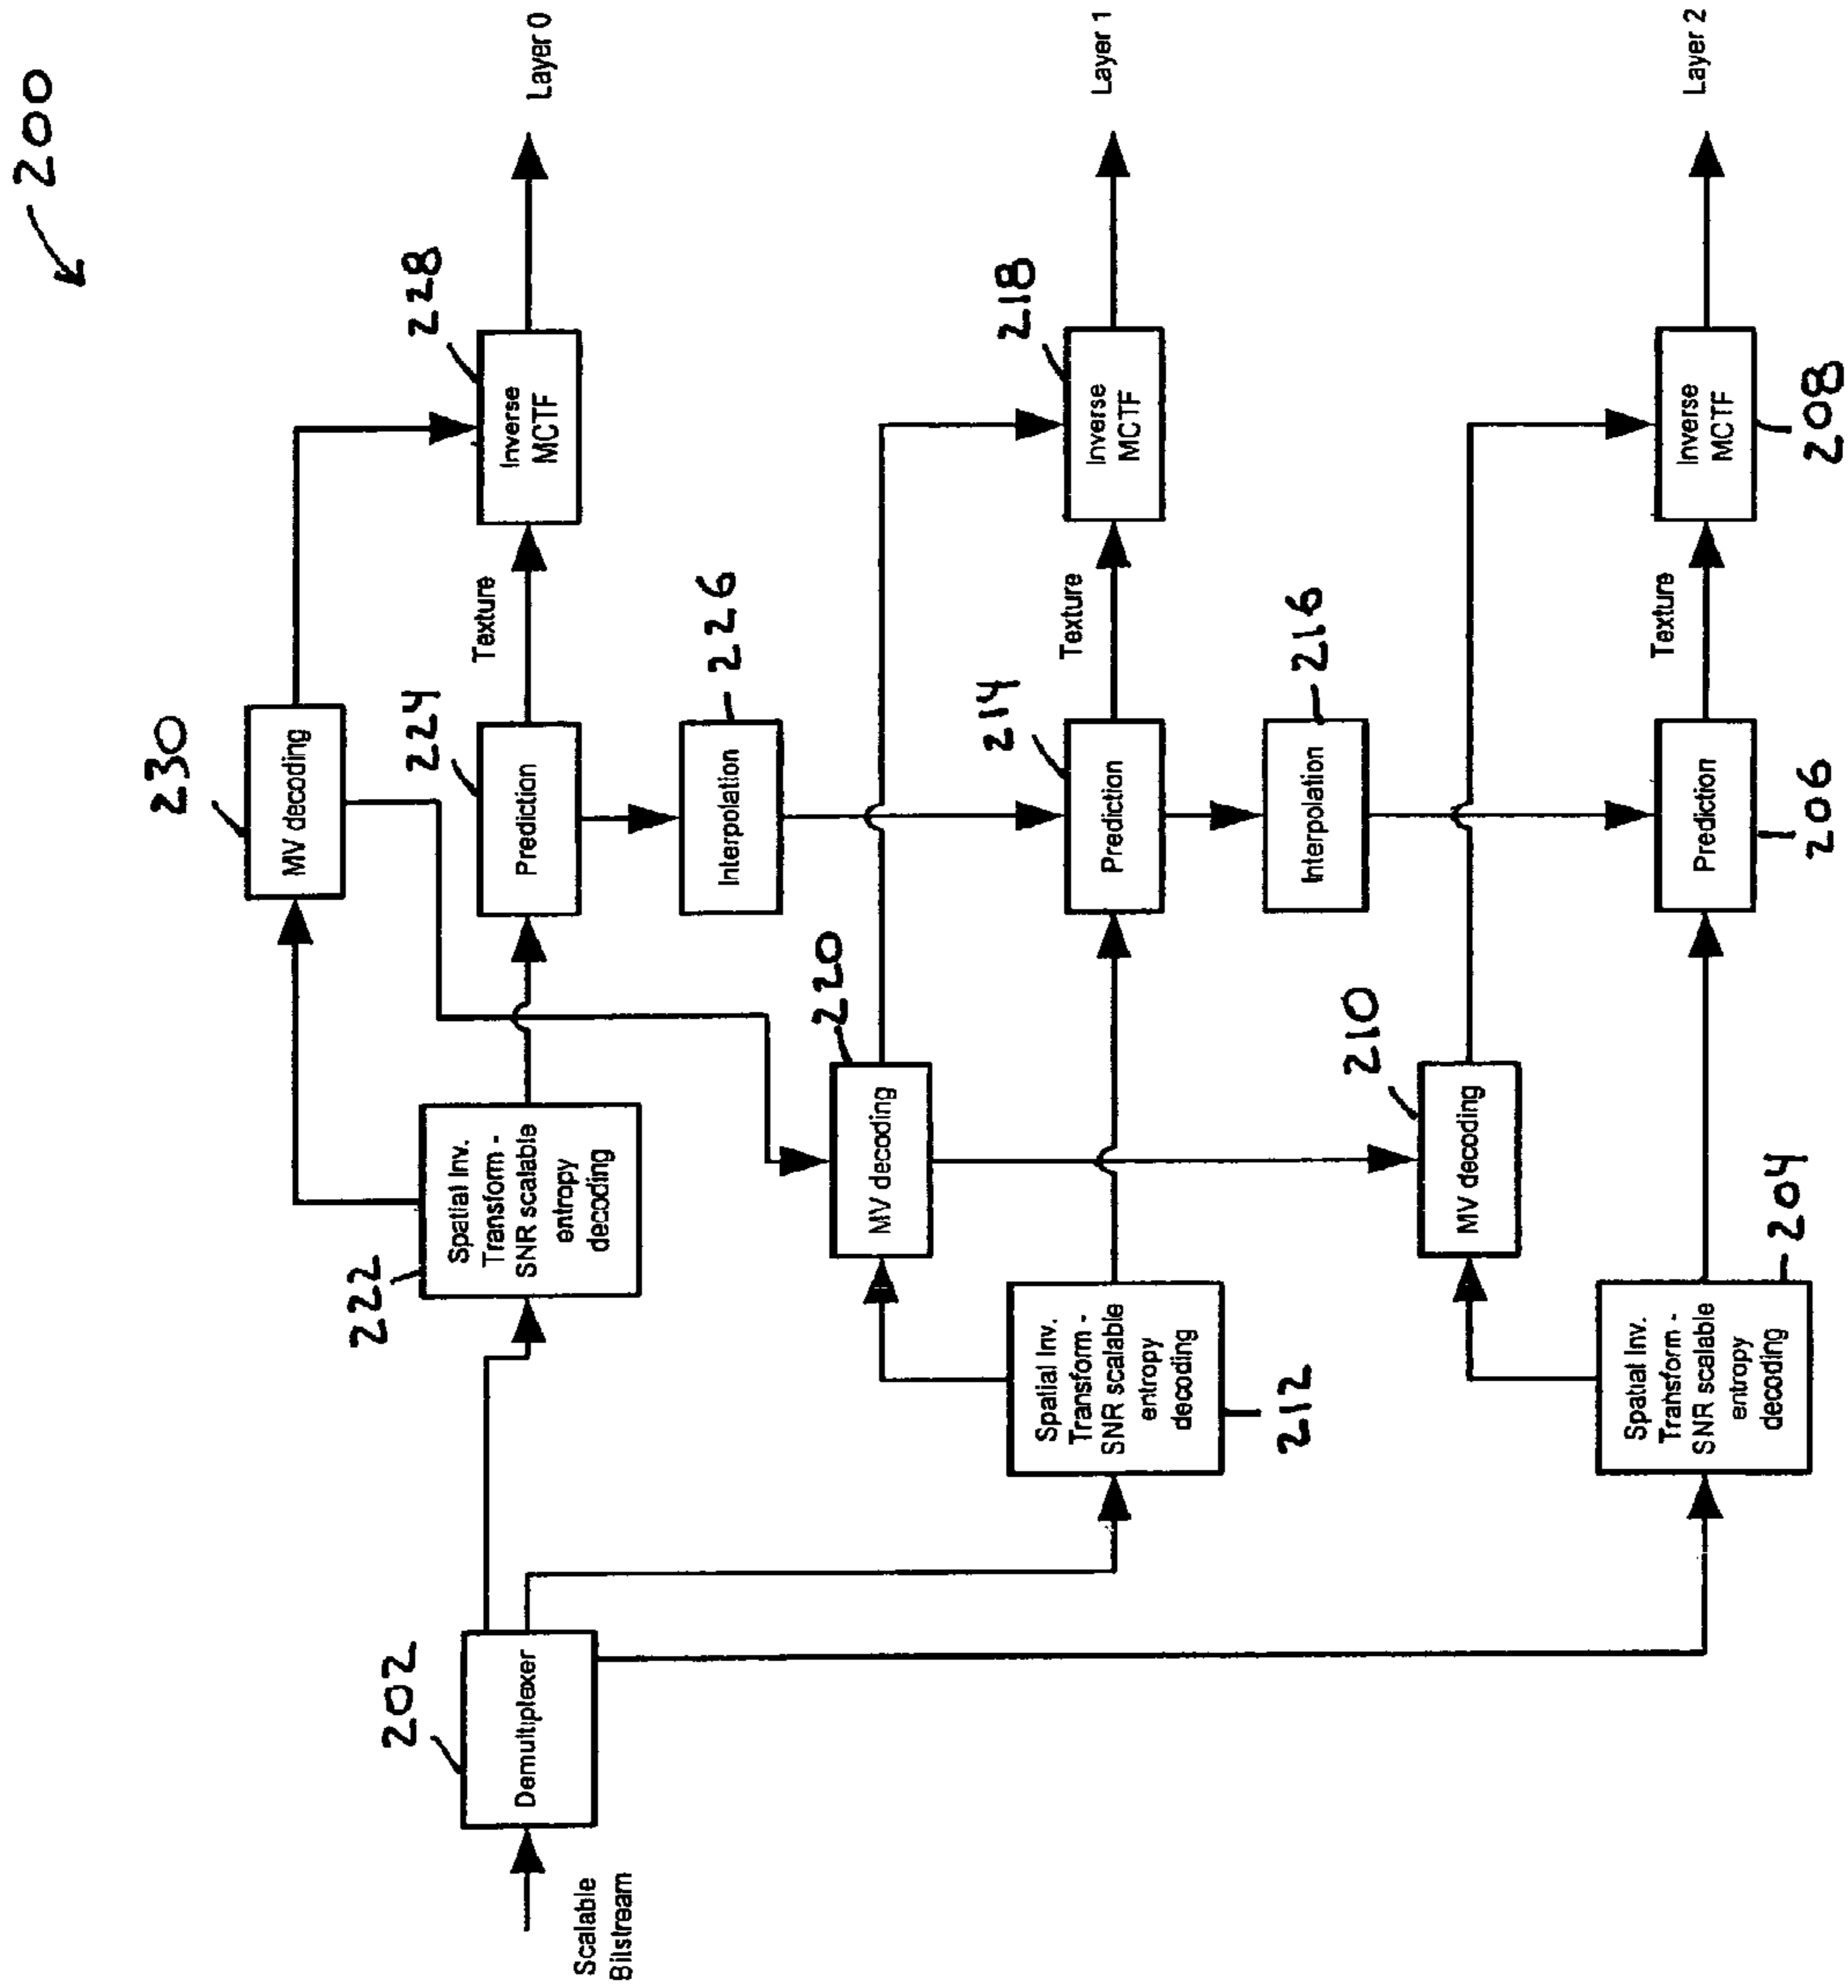 200
230
MV decoding
228
Layer 0
222
Spatial Inv.
Transform -
SNR scalable
entropy
decoding
224
Prediction
Texture
Inverse
MCTF
202
Demultiplexer
Scalable
Bitstream
Interpolation
226
220
MV decoding
218
Layer 1
Spatial Inv.
Transform -
SNR scalable
entropy
decoding
212
214
Prediction
Texture
Inverse
MCTF
Interpolation
216
210
MV decoding
Layer 2
Spatial Inv.
Transform -
SNR scalable
entropy
decoding
204
Prediction
206
Texture
Inverse
MCTF
208